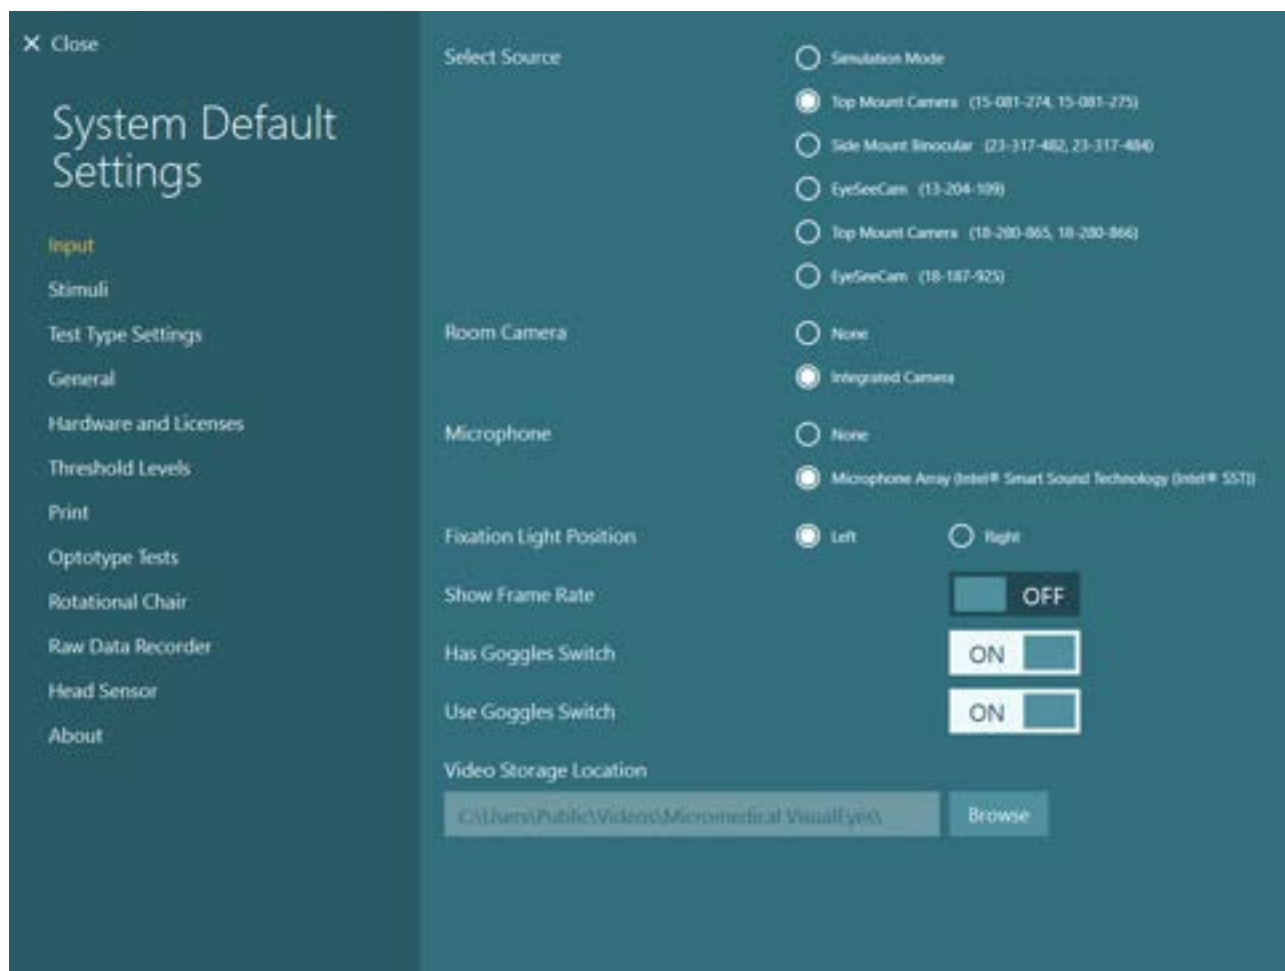 Close
System Default
Settings
Input
Stimuli
Test Type Settings
General
Hardware and Licenses
Threshold Levels
Print
Optotype Tests
Rotational Chair
Raw Data Recorder
Head Sensor
About
Select Source
Simulation Mode
Top Mount Camera (15-081-274, 15-081-275)
Side Mount Binocular (23-317-482, 23-317-484)
EyeSeeCam (13-204-109)
Top Mount Camera (18-280-865, 18-280-866)
EyeSeeCam (18-187-925)
Room Camera
None
Integrated Camera
Microphone
None
Microphone Array (Intel® Smart Sound Technology (Intel® SST))
Fixation Light Position
Left Right
Show Frame Rate
OFF
Has Goggles Switch
ON
Use Goggles Switch
ON
Video Storage Location
C:\Users\Public\Videos\Micromedical VisualEyes\
Browse